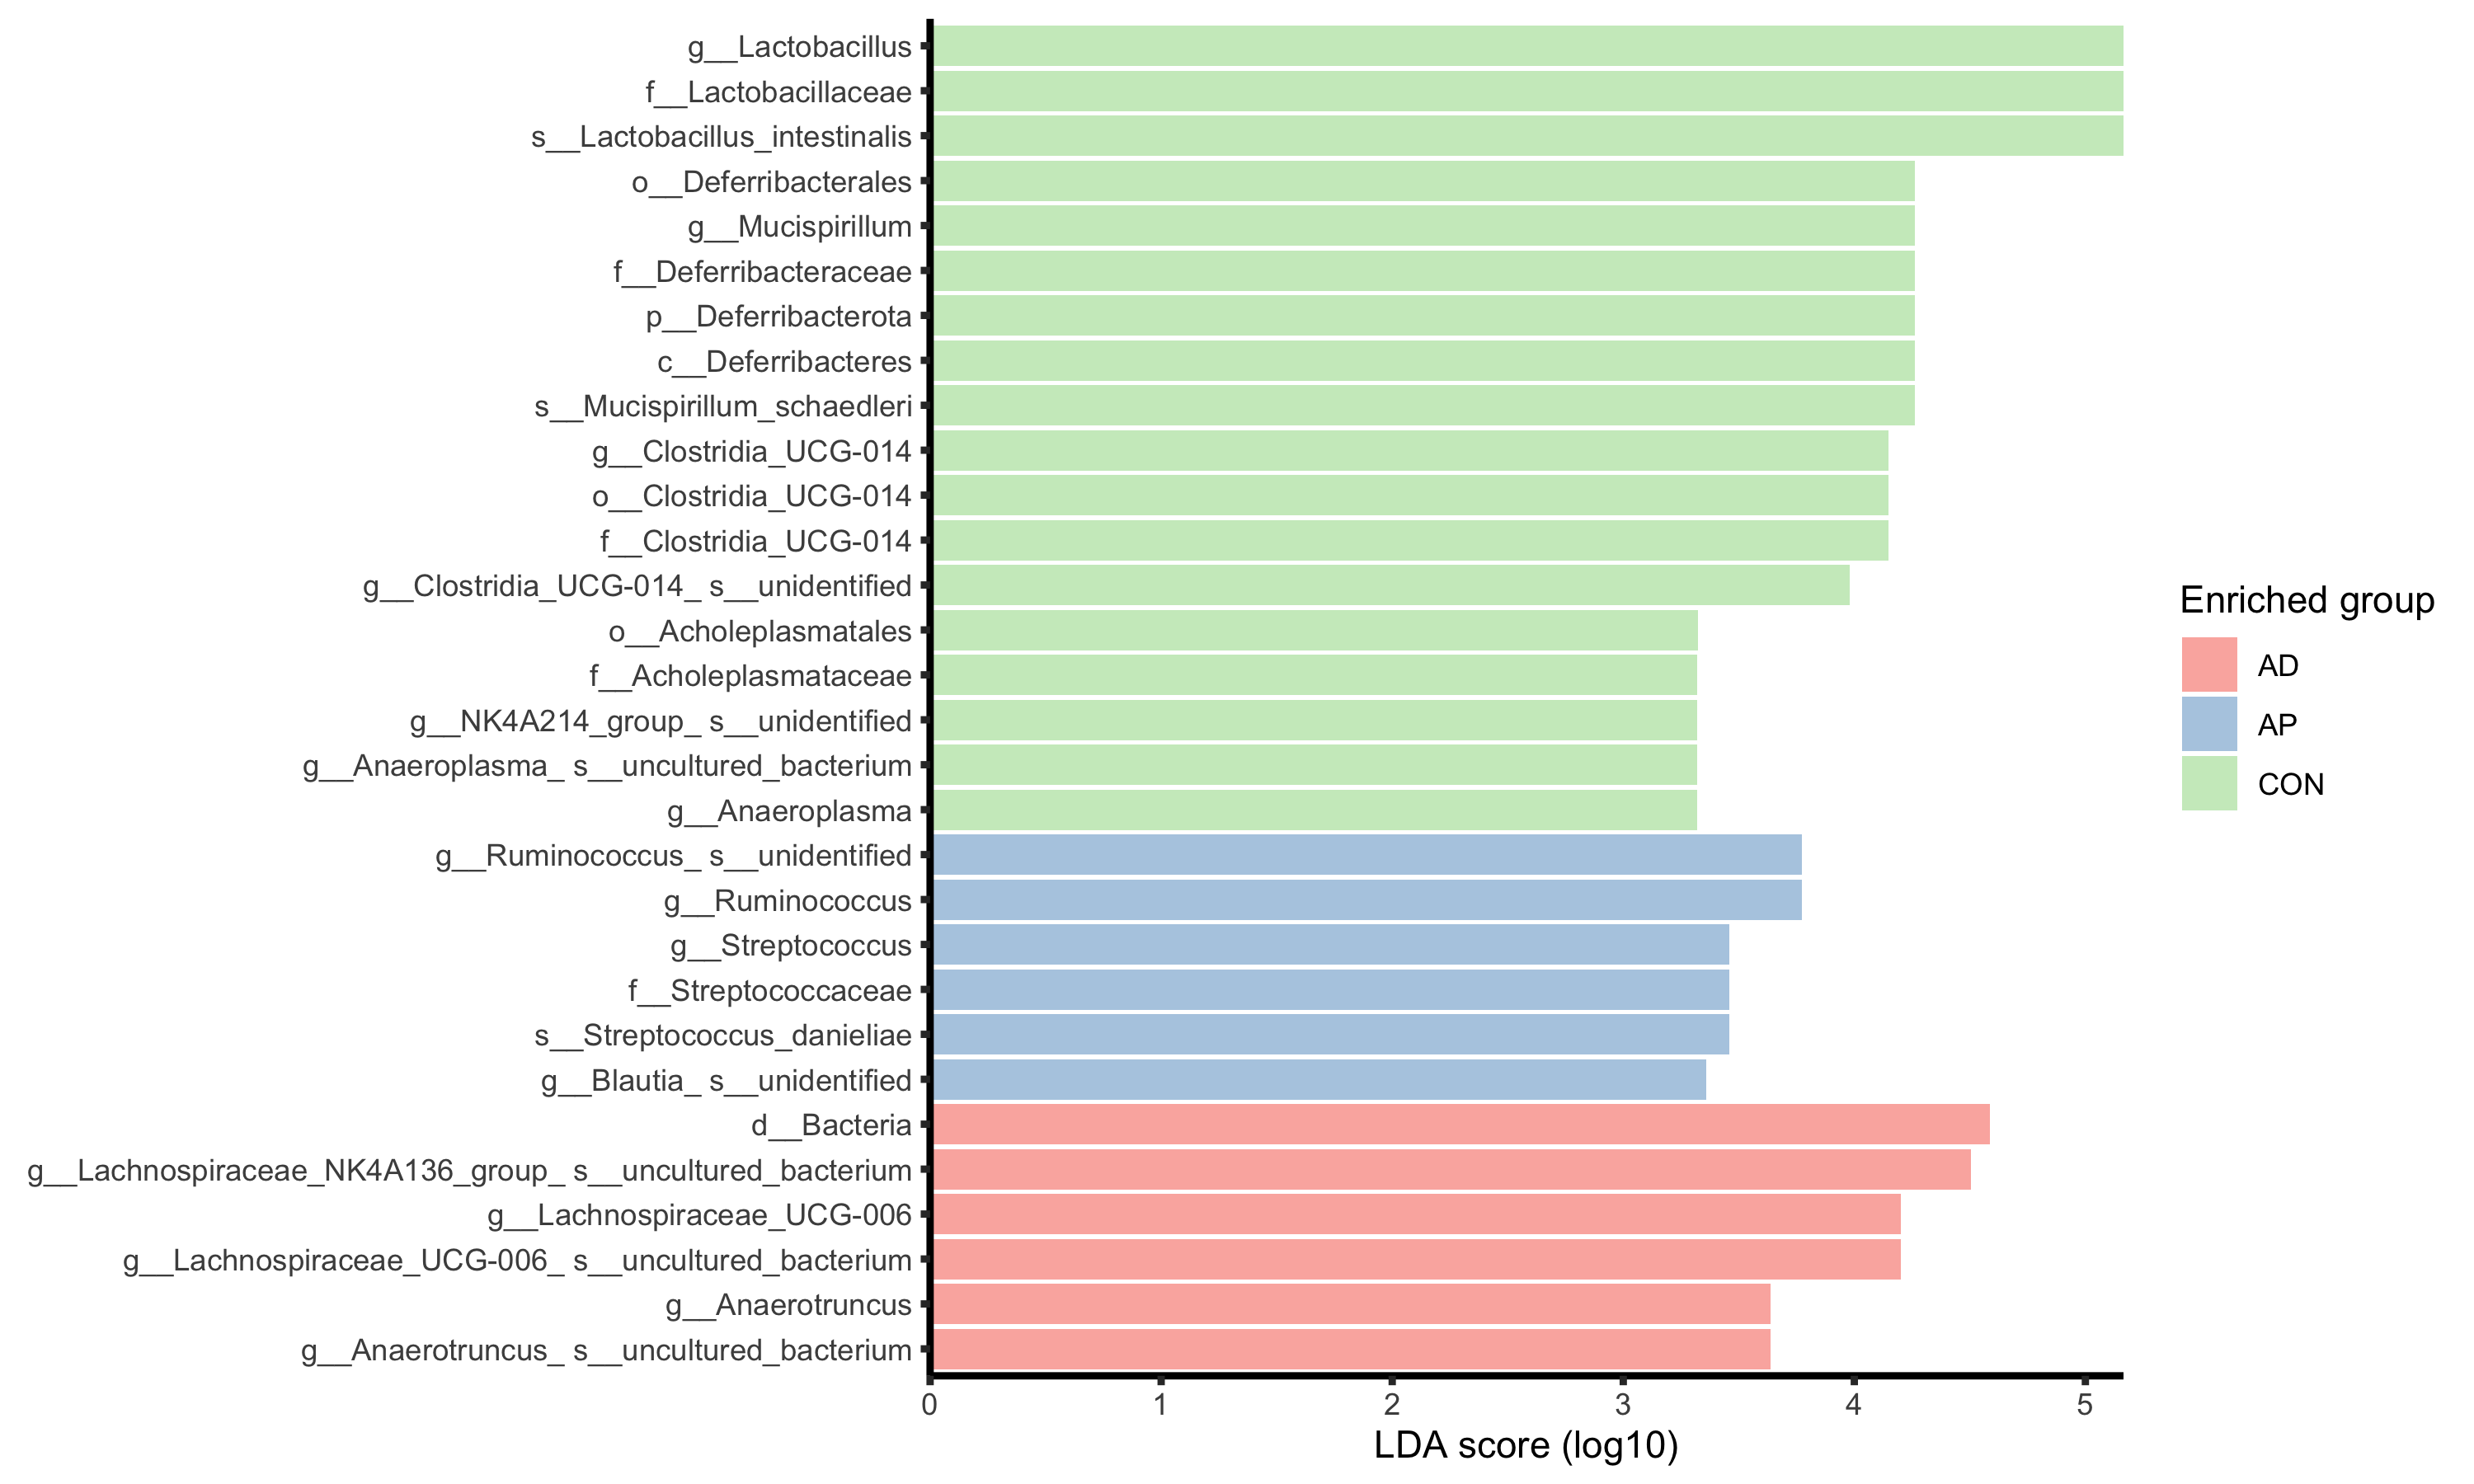 g__Lactobacillus
f__Lactobacillaceae
s__Lactobacillus_intestinalis
o__Deferribacterales
g__Mucispirillum
f__Deferribacteraceae
p__Deferribacterota
c__Deferribacteres
s__Mucispirillum_schaedleri
g__Clostridia_UCG-014
o__Clostridia_UCG-014
f__Clostridia_UCG-014
g__Clostridia_UCG-014_ s__unidentified
o__Acholeplasmatales
f__Acholeplasmataceae
g__NK4A214_group_ s__unidentified
g__Anaeroplasma_ s__uncultured_bacterium
g__Anaeroplasma
g__Ruminococcus_ s__unidentified
g__Ruminococcus
g__Streptococcus
f__Streptococcaceae
s__Streptococcus_danieliae
g__Blautia_ s__unidentified
d__Bacteria
g__Lachnospiraceae_NK4A136_group_ s__uncultured_bacterium
g__Lachnospiraceae_UCG-006
g__Lachnospiraceae_UCG-006_ s__uncultured_bacterium
g__Anaerotruncus
g__Anaerotruncus_ s__uncultured_bacterium
0 1 2 3 4 5
LDA score (log10)
Enriched group
AD
AP
CON